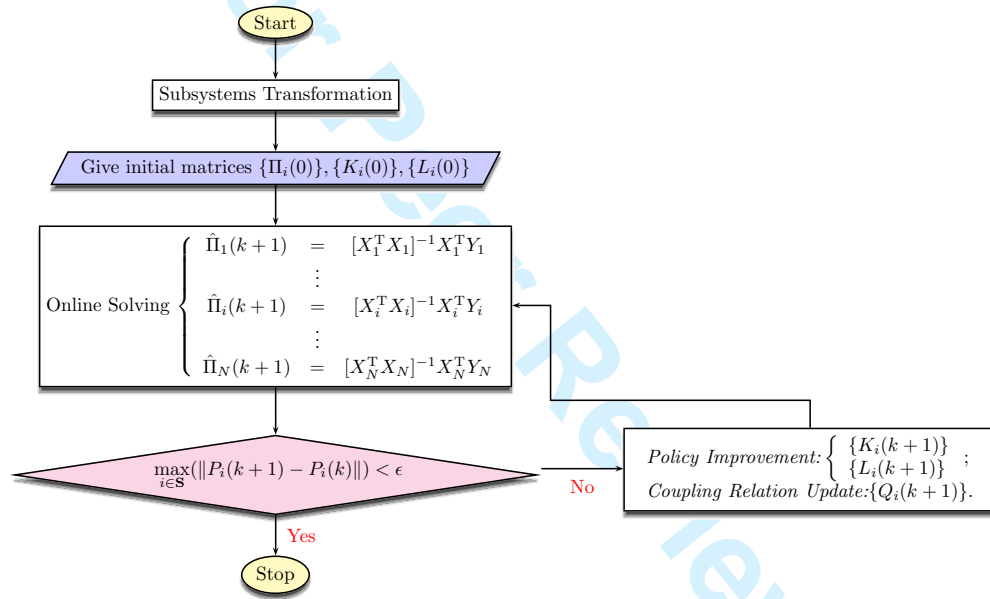 Start
Subsystems Transformation
Give initial matrices {Π_i(0)}, {K_i(0)}, {L_i(0)}
Online Solving {
Π̂_1(k+1) = [X_1^T X_1]^{-1} X_1^T Y_1
⋮
Π̂_i(k+1) = [X_i^T X_i]^{-1} X_i^T Y_i
⋮
Π̂_N(k+1) = [X_N^T X_N]^{-1} X_N^T Y_N
max_{i∈S}(‖P_i(k+1) − P_i(k)‖) < ϵ
No
Policy Improvement: { {K_i(k+1)}
{L_i(k+1)} ;
Coupling Relation Update:{Q_i(k+1)}.
Yes
Stop